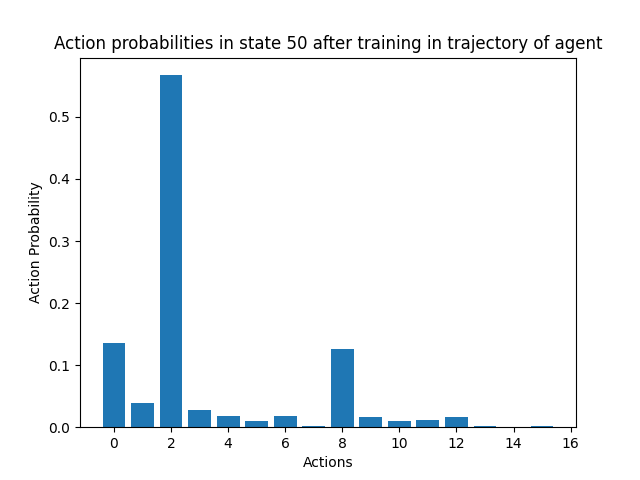 Action probabilities in state 50 after training in trajectory of agent
Action Probability
0.5
0.4
0.3
0.2
0.1
0.0
0 2 4 6 8 10 12 14 16
Actions